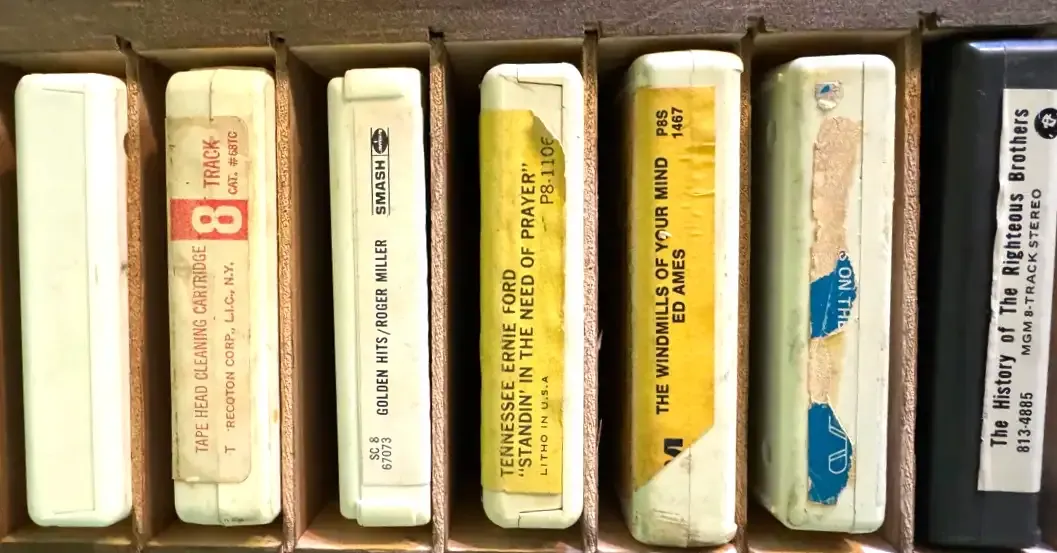 8 TRACK
CAT. #68TC
TAPE HEAD CLEANING CARTRIDGE
RECOTON CORP., L.I.C., N.Y.
SMASH
GOLDEN HITS/ROGER MILLER
SC 8
67073
TENNESSEE ERNIE FORD
"STANDIN' IN THE NEED OF PRAYER"
P8-1106
LITHO IN U.S.A
THE WINDMILLS OF YOUR MIND
ED AMES
P8S
1467
The History of The Righteous Brothers
813-4885
MGM 8-TRACK STEREO